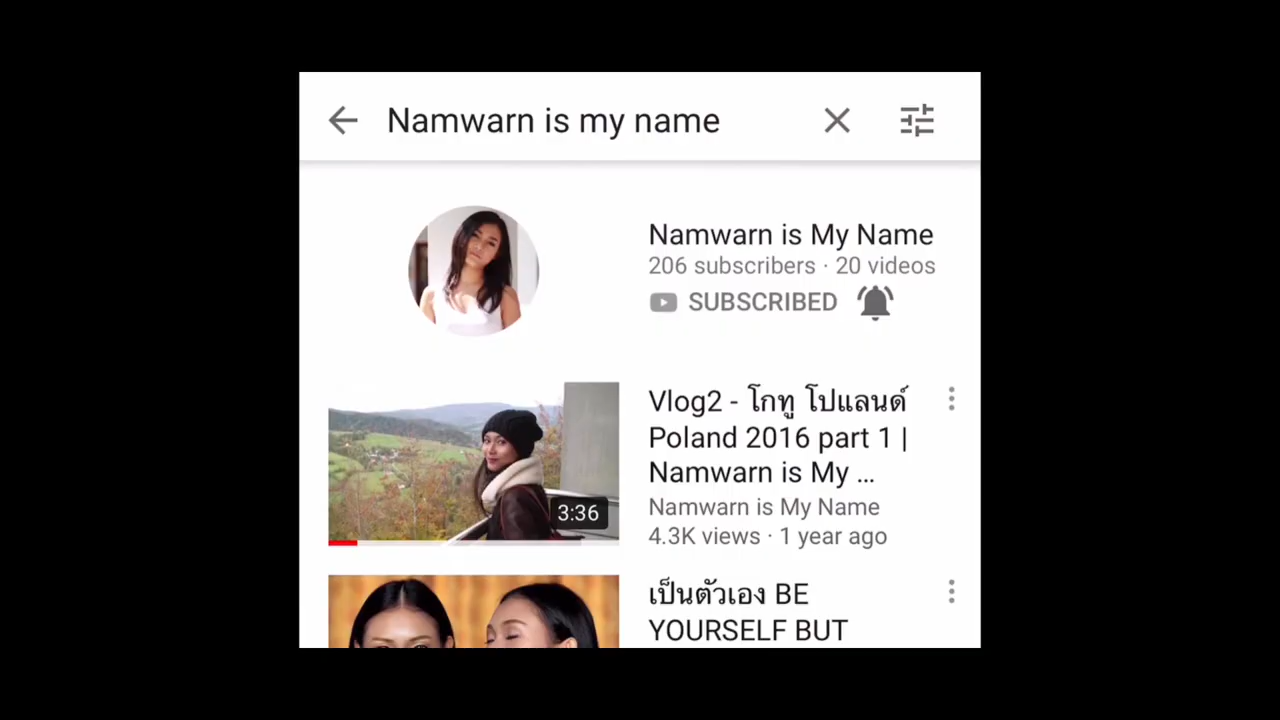 Namwarn is my name
Namwarn is My Name
206 subscribers · 20 videos
SUBSCRIBED
Vlog2 - โกทู โปแลนด์
Poland 2016 part 1 |
Namwarn is My ...
Namwarn is My Name
4.3K views · 1 year ago
3:36
เป็นตัวเอง BE
YOURSELF BUT